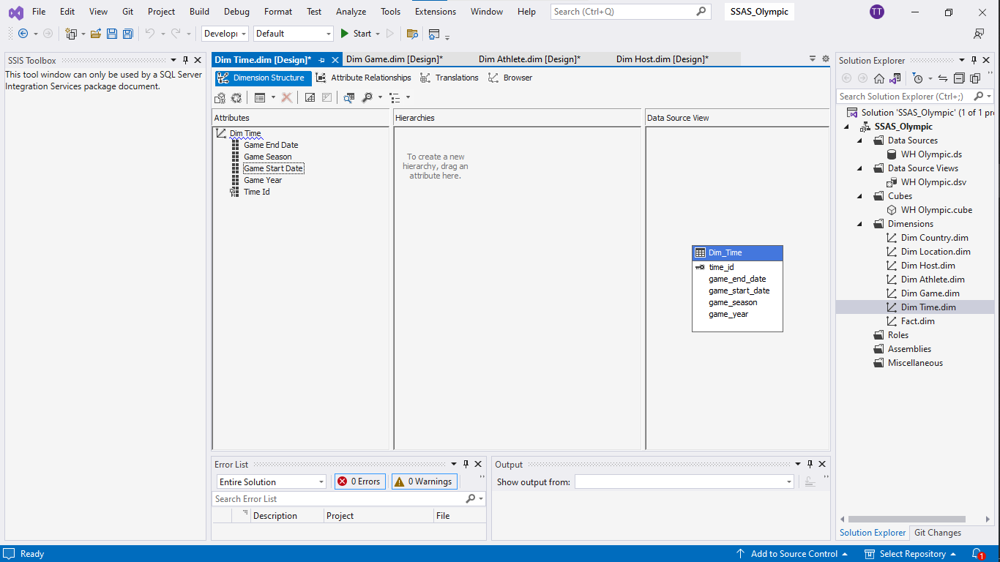 File Edit View Git Project Build Debug Format Test Analyze Tools Extensions Window Help Search (Ctrl+Q) SSAS_Olympic TT
Developı Default Start
SSIS Toolbox
This tool window can only be used by a SQL Server
Integration Services package document.
Dim Time.dim [Design]* Dim Game.dim [Design]* Dim Athlete.dim [Design]* Dim Host.dim [Design]*
Dimension Structure Attribute Relationships Translations Browser
Attributes
Dim Time
Game End Date
Game Season
Game Start Date
Game Year
Time Id
Hierarchies
To create a new
hierarchy, drag an
attribute here.
Data Source View
Dim_Time
time_id
game_end_date
game_start_date
game_season
game_year
Error List
Entire Solution 0 Errors 0 Warnings
Search Error List
Description Project File
Output
Show output from:
Solution Explorer
Search Solution Explorer (Ctrl+;)
Solution 'SSAS_Olympic' (1 of 1 pr
SSAS_Olympic
Data Sources
WH Olympic.ds
Data Source Views
WH Olympic.dsv
Cubes
WH Olympic.cube
Dimensions
Dim Country.dim
Dim Location.dim
Dim Host.dim
Dim Athlete.dim
Dim Game.dim
Dim Time.dim
Fact.dim
Roles
Assemblies
Miscellaneous
Solution Explorer Git Changes
Ready Add to Source Control Select Repository 1